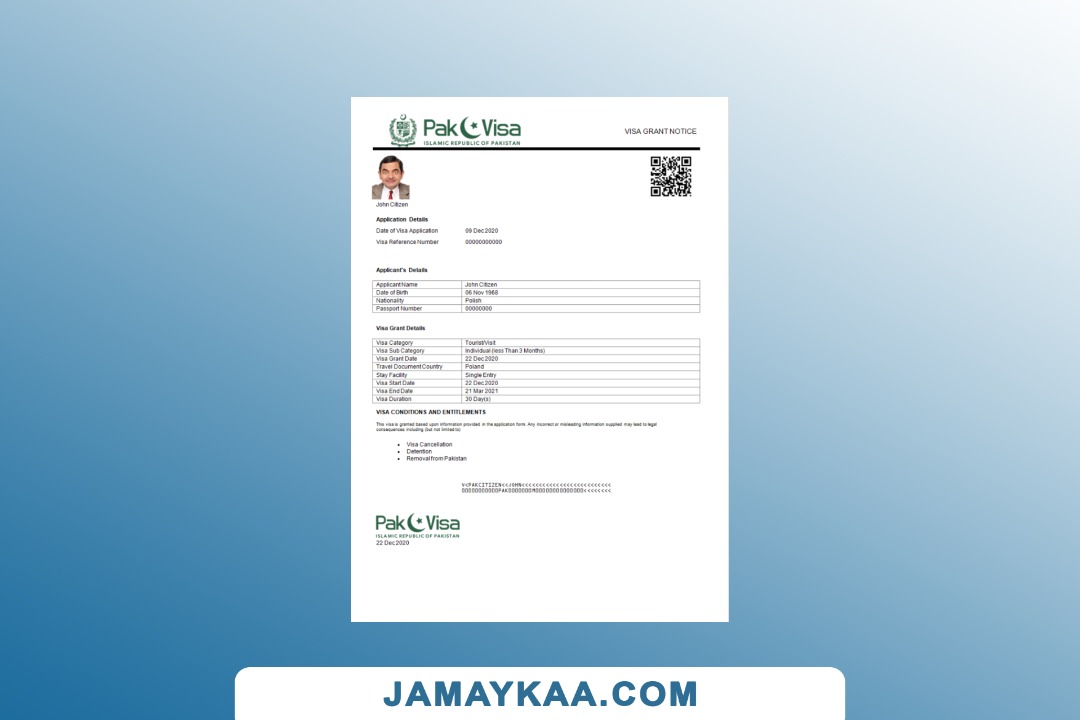 Pak Visa
ISLAMIC REPUBLIC OF PAKISTAN
VISA GRANT NOTICE
John Citizen
Application Details
Date of Visa Application 09 Dec 2020
Visa Reference Number 00000000000
Applicant's Details
Applicant Name John Citizen
Date of Birth 06 Nov 1968
Nationality Polish
Passport Number 00000000
Visa Grant Details
Visa Category Tourist/Visit
Visa Sub Category Individual (less Than 3 Months)
Visa Grant Date 22 Dec 2020
Travel Document Country Poland
Stay Facility Single Entry
Visa Start Date 22 Dec 2020
Visa End Date 21 Mar 2021
Visa Duration 30 Day(s)
VISA CONDITIONS AND ENTITLEMENTS
This visa is granted based upon information provided in the application form. Any incorrect or misleading information supplied may lead to legal
consequences including (but not limited to)
• Visa Cancellation
• Detention
• Removal from Pakistan
V<PAKCITIZEN<<JOHN<<<<<<<<<<<<<<<<<<<<<<<<<<
Pak Visa
ISLAMIC REPUBLIC OF PAKISTAN
22 Dec 2020
JAMAYKAA.COM